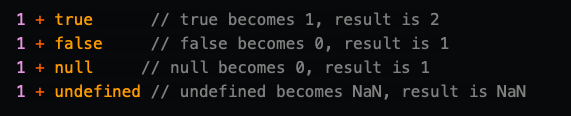 1 + true      // true becomes 1, result is 2
1 + false     // false becomes 0, result is 1
1 + null     // null becomes 0, result is 1
1 + undefined // undefined becomes NaN, result is NaN